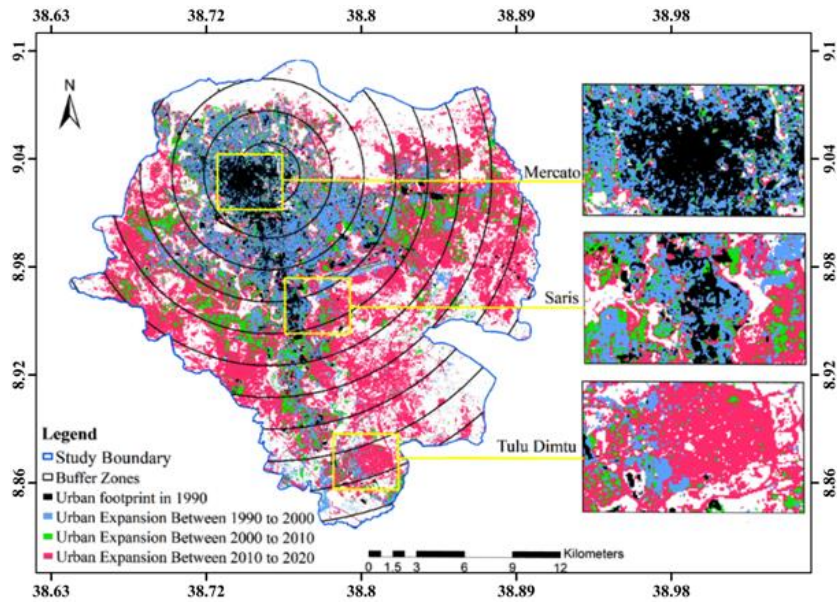 38.63 38.72 38.8 38.89 38.98
9.1 9.1
N
9.04 9.04
Mercato
8.98 8.98
Saris
8.92 8.92
Legend
Study Boundary
Tulu Dimtu
Buffer Zones
8.86 8.86
Urban footprint in 1990
Urban Expansion Between 1990 to 2000
Urban Expansion Between 2000 to 2010
Urban Expansion Between 2010 to 2020
Kilometers
0 1.5 3 6 9 12
38.63 38.72 38.8 38.89 38.98